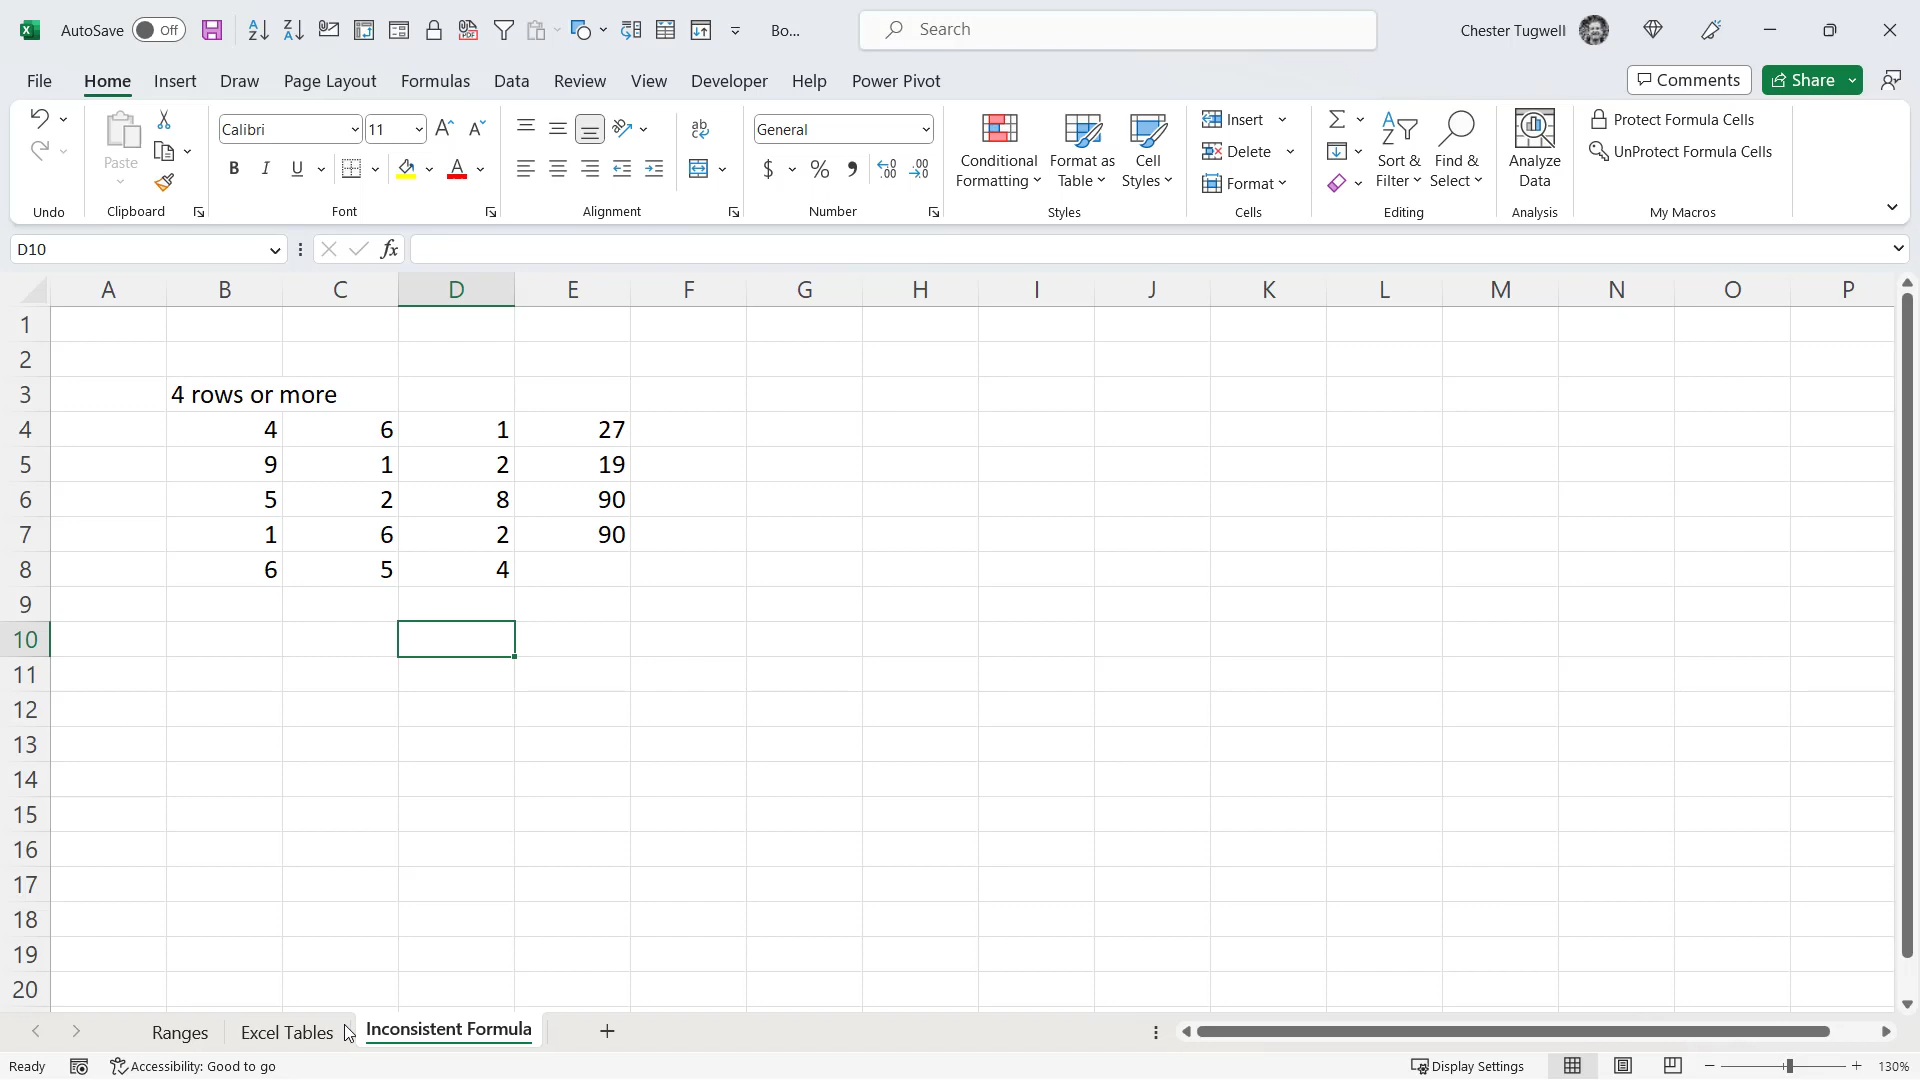 AutoSave Off Bo... Search Chester Tugwell
File Home Insert Draw Page Layout Formulas Data Review View Developer Help Power Pivot Comments Share
Paste Calibri 11 General Conditional Formatting Format as Table Cell Styles Insert Delete Format Sort & Filter Find & Select Analyze Data Protect Formula Cells UnProtect Formula Cells
Undo Clipboard Font Alignment Number Styles Cells Editing Analysis My Macros
D10 fx
A B C D E F G H I J K L M N O P
1
2
3 4 rows or more
4 4 6 1 27
5 9 1 2 19
6 5 2 8 90
7 1 6 2 90
8 6 5 4
9
10
11
12
13
14
15
16
17
18
19
20
Ranges Excel Tables Inconsistent Formula
Ready Accessibility: Good to go Display Settings 130%